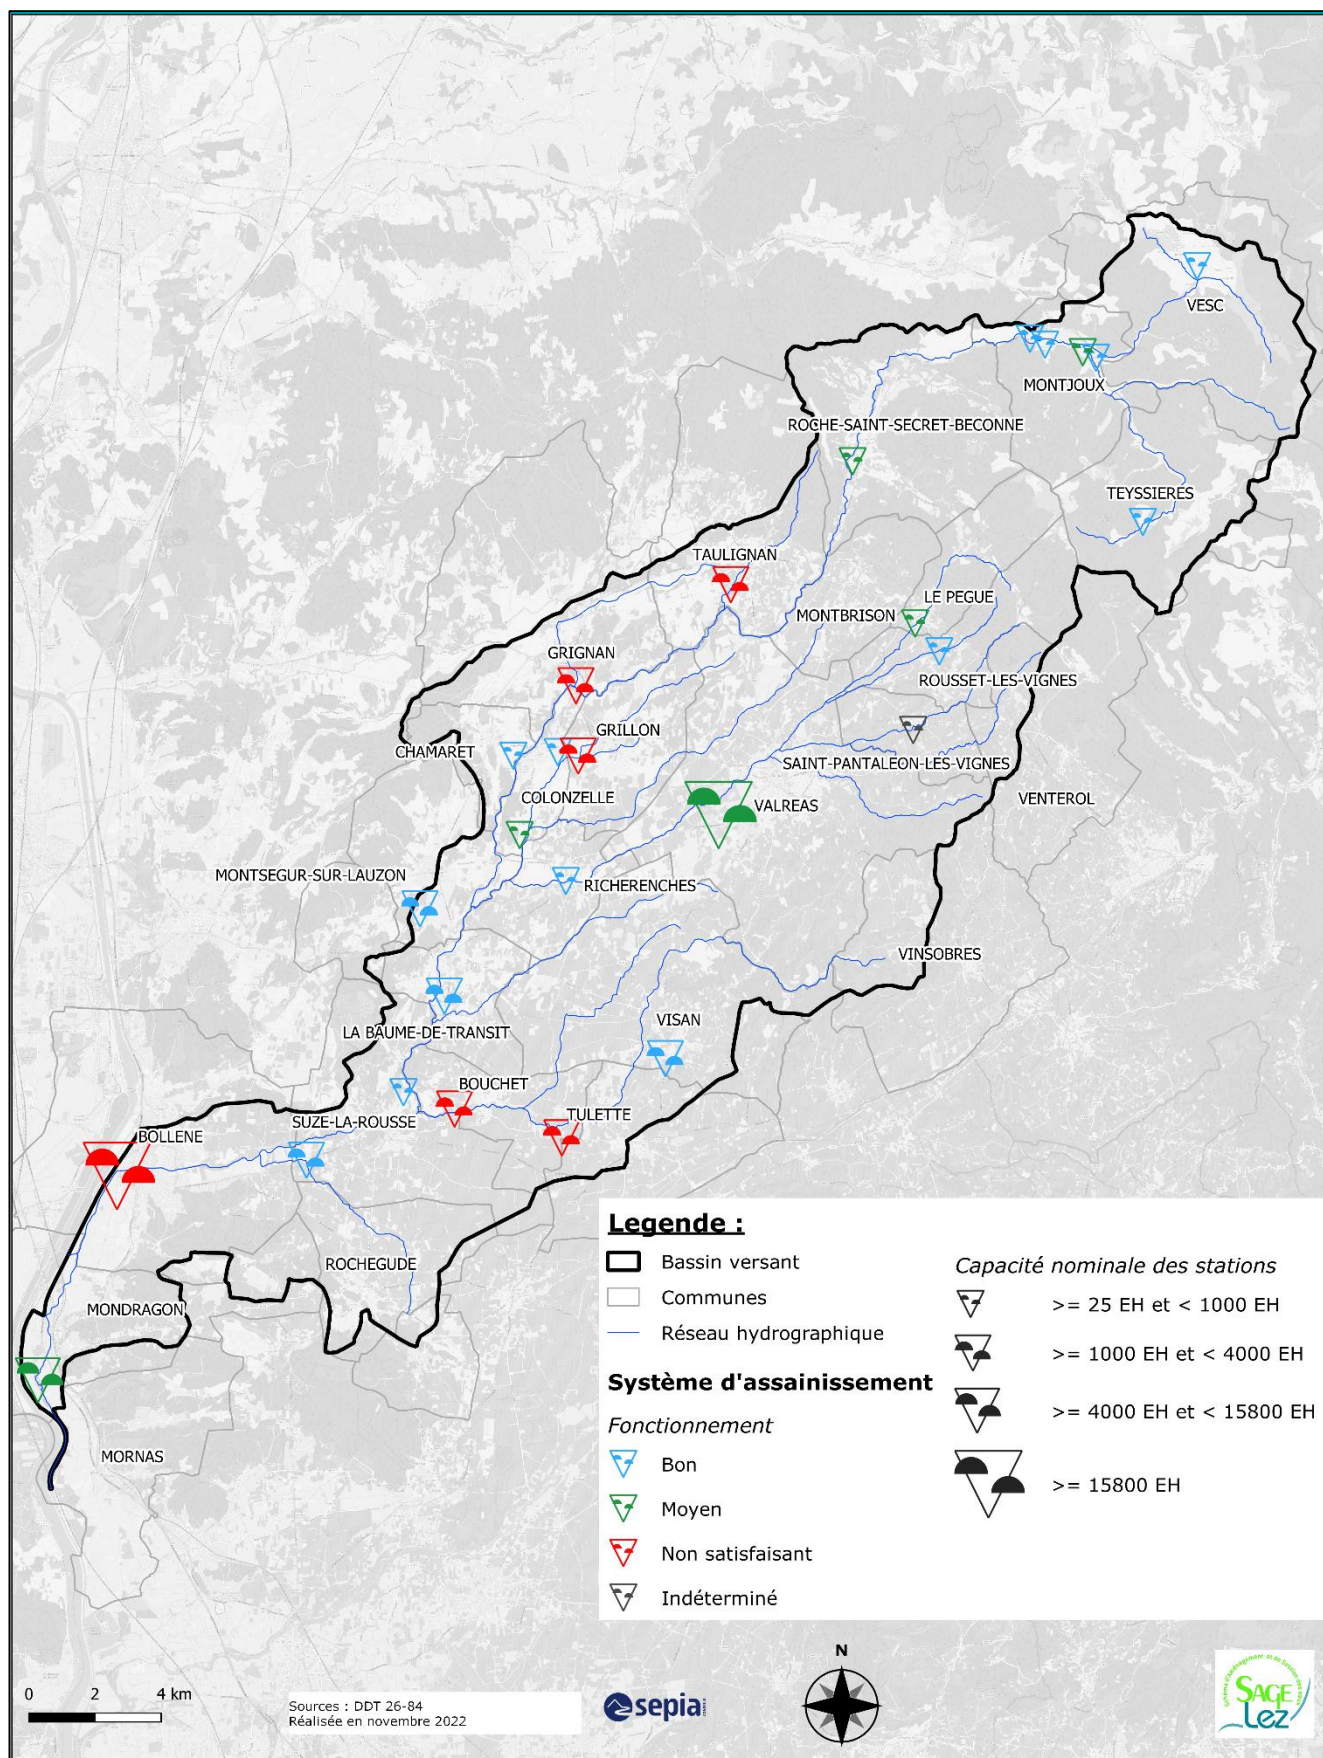 VESC
MONTJOUX
ROCHE-SAINT-SECRET-BECONNE
TEYSSIERES
TAULIGNAN
LE PEGUE
MONTBRISON
GRIGNAN
ROUSSET-LES-VIGNES
GRILLON
CHAMARET
SAINT-PANTALEON-LES-VIGNES
COLONZELLE
VALREAS
VENTEROL
MONTSEGUR-SUR-LAUZON
RICHERENCHES
VINSOBRES
VISAN
LA BAUME-DE-TRANSIT
BOUCHET
TULETTE
SUZE-LA-ROUSSE
BOLLENE
ROCHEGUDE
MONDRAGON
MORNAS
Legende :
Bassin versant
Communes
Réseau hydrographique
Système d'assainissement
Fonctionnement
Bon
Moyen
Non satisfaisant
Indéterminé
Capacité nominale des stations
>= 25 EH et < 1000 EH
>= 1000 EH et < 4000 EH
>= 4000 EH et < 15800 EH
>= 15800 EH
N
0 2 4 km
Sources : DDT 26-84
Réalisée en novembre 2022
sepia
SAGE
Lez